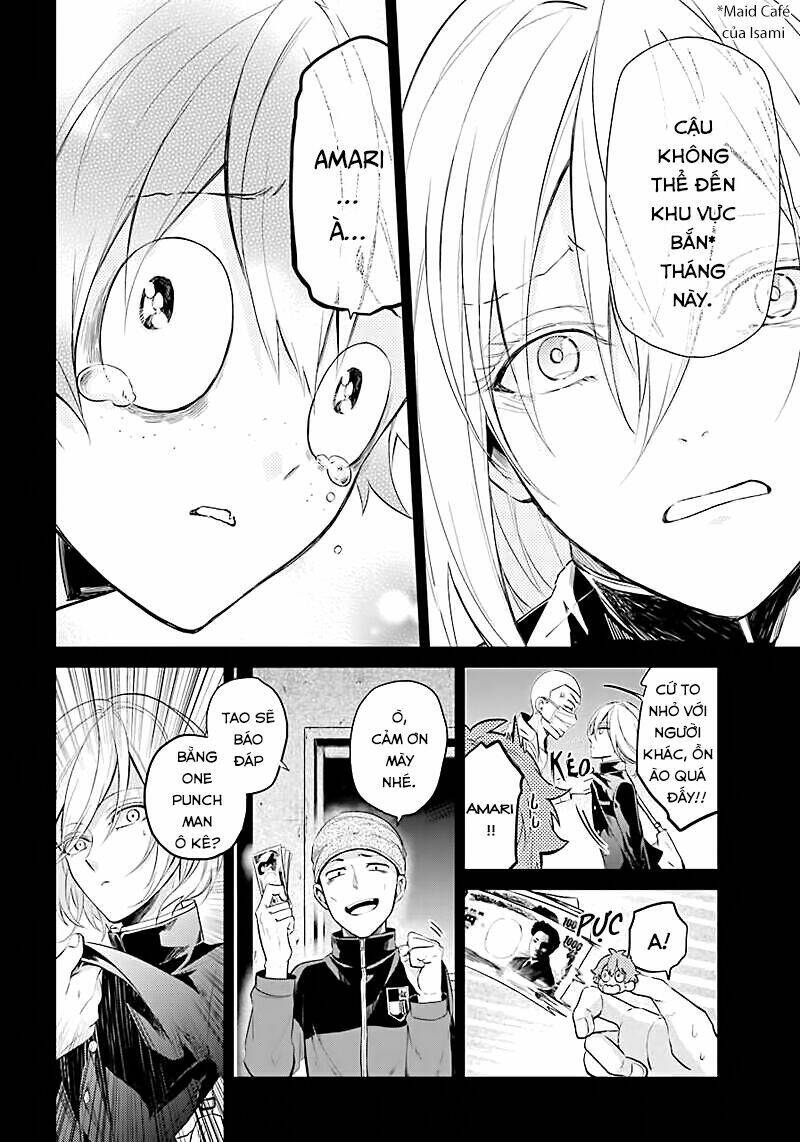 *Maid Café
của Isami
CẬU
KHÔNG
THỂ ĐẾN
KHU VỰC
BẮN*
THÁNG
NÀY.
AMARI
...
À...
CỨ TO
NHỎ VỚI
NGƯỜI
KHÁC, ỒN
ÀO QUÁ
ĐẤY!!
KÉO
AMARI
!!
A!
PỰC
100
1000
Ồ,
CẢM ƠN
MÀY
NHÉ.
TAO SẼ
BÁO
ĐÁP
BẰNG
ONE
PUNCH
MAN
Ô KÊ?